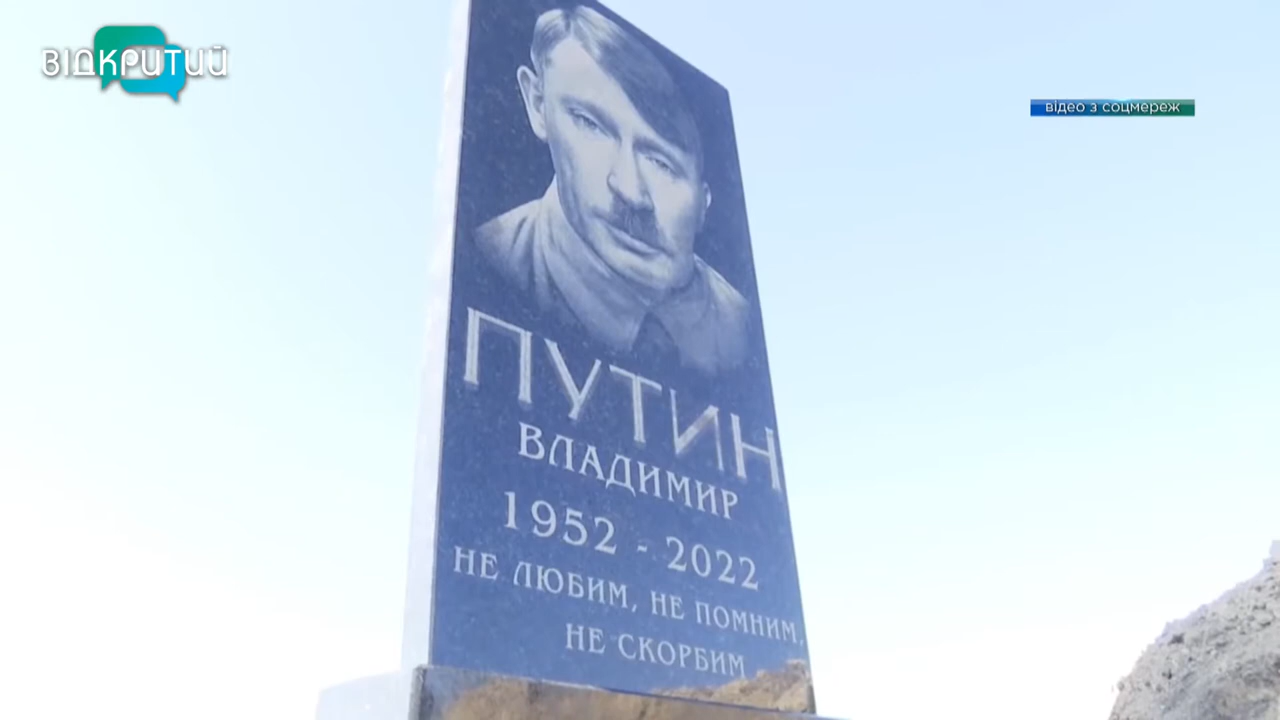 ВІДКРИТИЙ
відео з соцмереж
ПУТИН
ВЛАДИМИР
1952 - 2022
НЕ ЛЮБИМ, НЕ ПОМНИМ,
НЕ СКОРБИМ